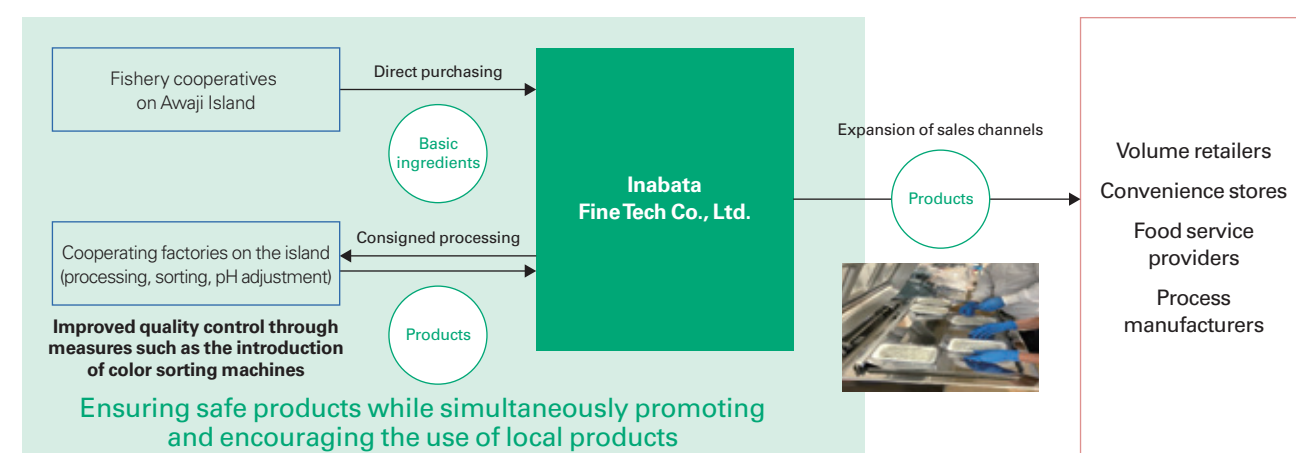 Fishery cooperatives
on Awaji Island
Direct purchasing
Basic
ingredients
Cooperating factories on the island
(processing, sorting, pH adjustment)
Consigned processing
Products
Improved quality control through
measures such as the introduction
of color sorting machines
Inabata
Fine Tech Co., Ltd.
Expansion of sales channels
Products
Volume retailers
Convenience stores
Food service
providers
Process
manufacturers
Ensuring safe products while simultaneously promoting
and encouraging the use of local products